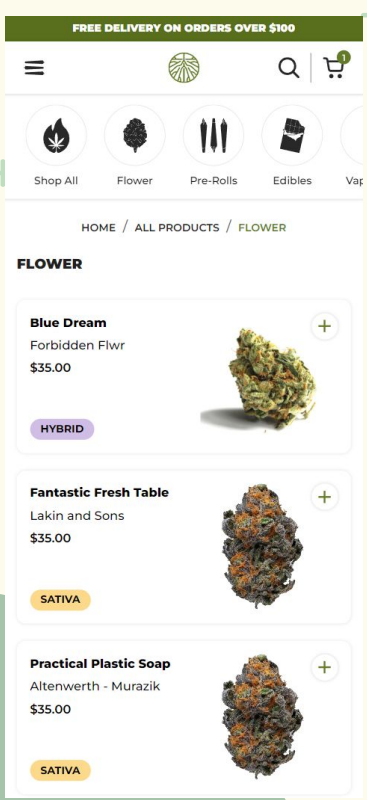 FREE DELIVERY ON ORDERS OVER $100
1
Shop All
Flower
Pre-Rolls
Edibles
Vap
HOME / ALL PRODUCTS / FLOWER
FLOWER
Blue Dream
Forbidden Flwr
$35.00
HYBRID
Fantastic Fresh Table
Lakin and Sons
$35.00
SATIVA
Practical Plastic Soap
Altenwerth - Murazik
$35.00
SATIVA